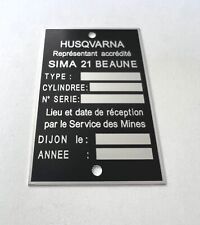 HUSQVARNA
Représentant accrédité
SIMA 21 BEAUNE
TYPE :
CYLINDREE:
N° SERIE:
Lieu et date de réception
par le Service des Mines
DIJON le:
ANNEE :